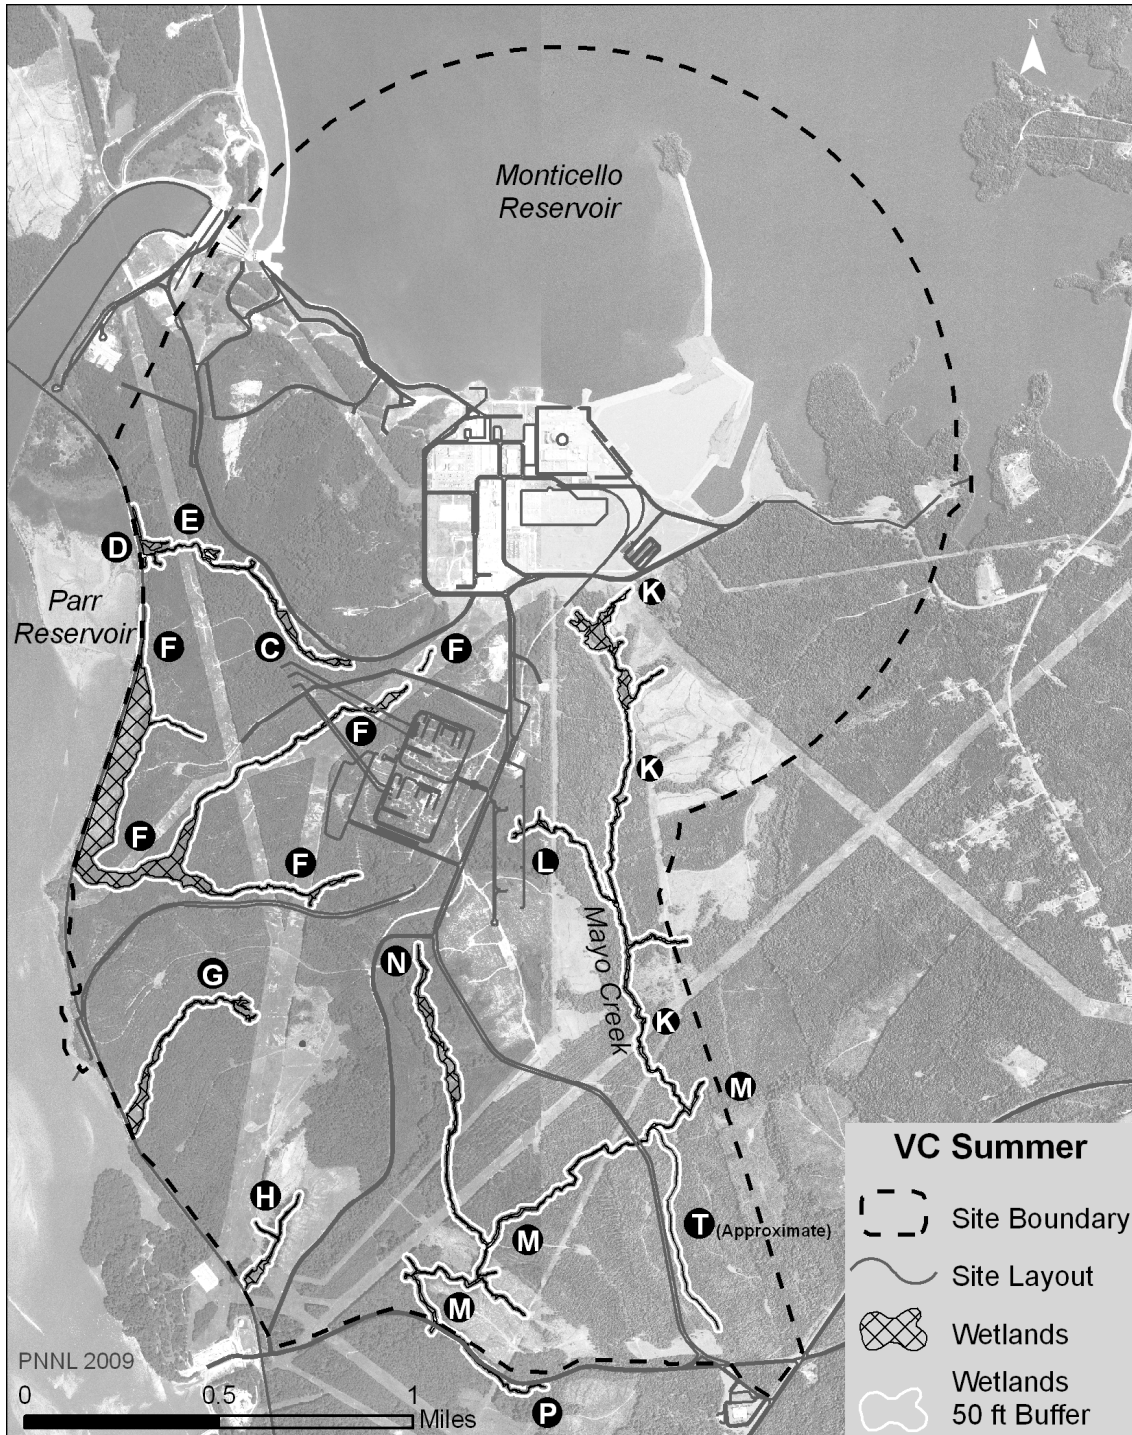 N
Monticello
Reservoir
E
D
Parr
Reservoir
K
F
C
F
F
K
F
F
L
Mayo Creek
G
N
K
M
H
T (Approximate)
M
M
P
VC Summer
Site Boundary
Site Layout
Wetlands
Wetlands
50 ft Buffer
PNNL 2009
0 0.5 1
Miles